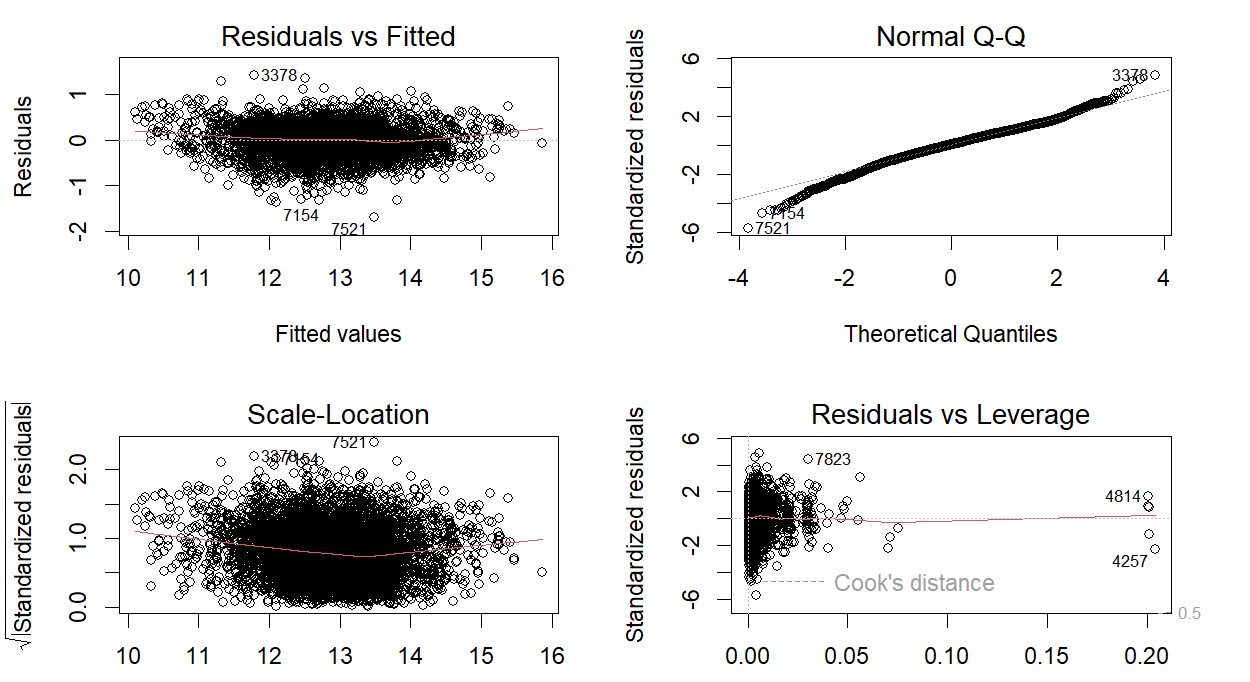 Residuals vs Fitted
Residuals
1
0
-1
-2
3378
7154
7521
10 11 12 13 14 15 16
Fitted values
Normal Q-Q
Standardized residuals
6
2
-2
-6
3378
7154
7521
-4 -2 0 2 4
Theoretical Quantiles
Scale-Location
√|Standardized residuals|
2.0
1.0
0.0
7521
3378
7154
10 11 12 13 14 15 16
Residuals vs Leverage
Standardized residuals
6
2
-2
-6
7823
4814
4257
Cook's distance
0.5
0.00 0.05 0.10 0.15 0.20